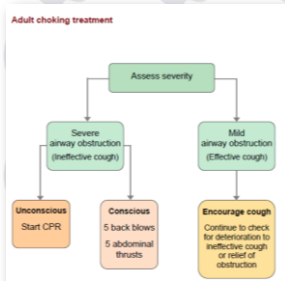 Adult choking treatment
Assess severity
Severe
airway obstruction
(Ineffective cough)
Mild
airway obstruction
(Effective cough)
Unconscious
Start CPR
Conscious
5 back blows
5 abdominal
thrusts
Encourage cough
Continue to check
for deterioration to
ineffective cough
or relief of
obstruction